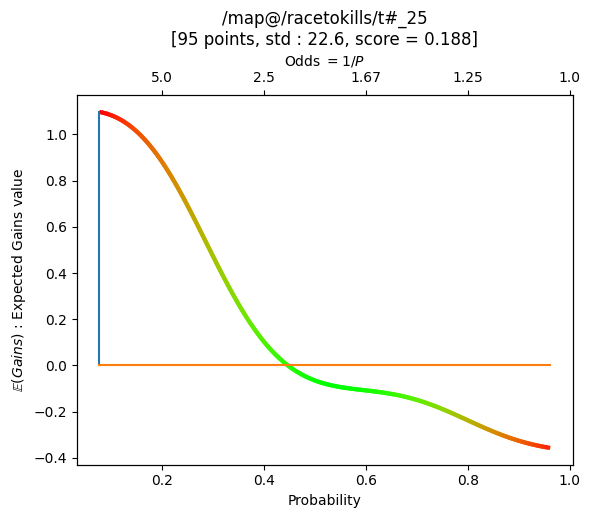 /map@/racetokills/t#_25
[95 points, std : 22.6, score = 0.188]
Odds = 1/P
5.0 2.5 1.67 1.25 1.0
1.0
0.8
0.6
0.4
0.2
0.0
−0.2
−0.4
𝔼(Gains) : Expected Gains value
0.2 0.4 0.6 0.8 1.0
Probability